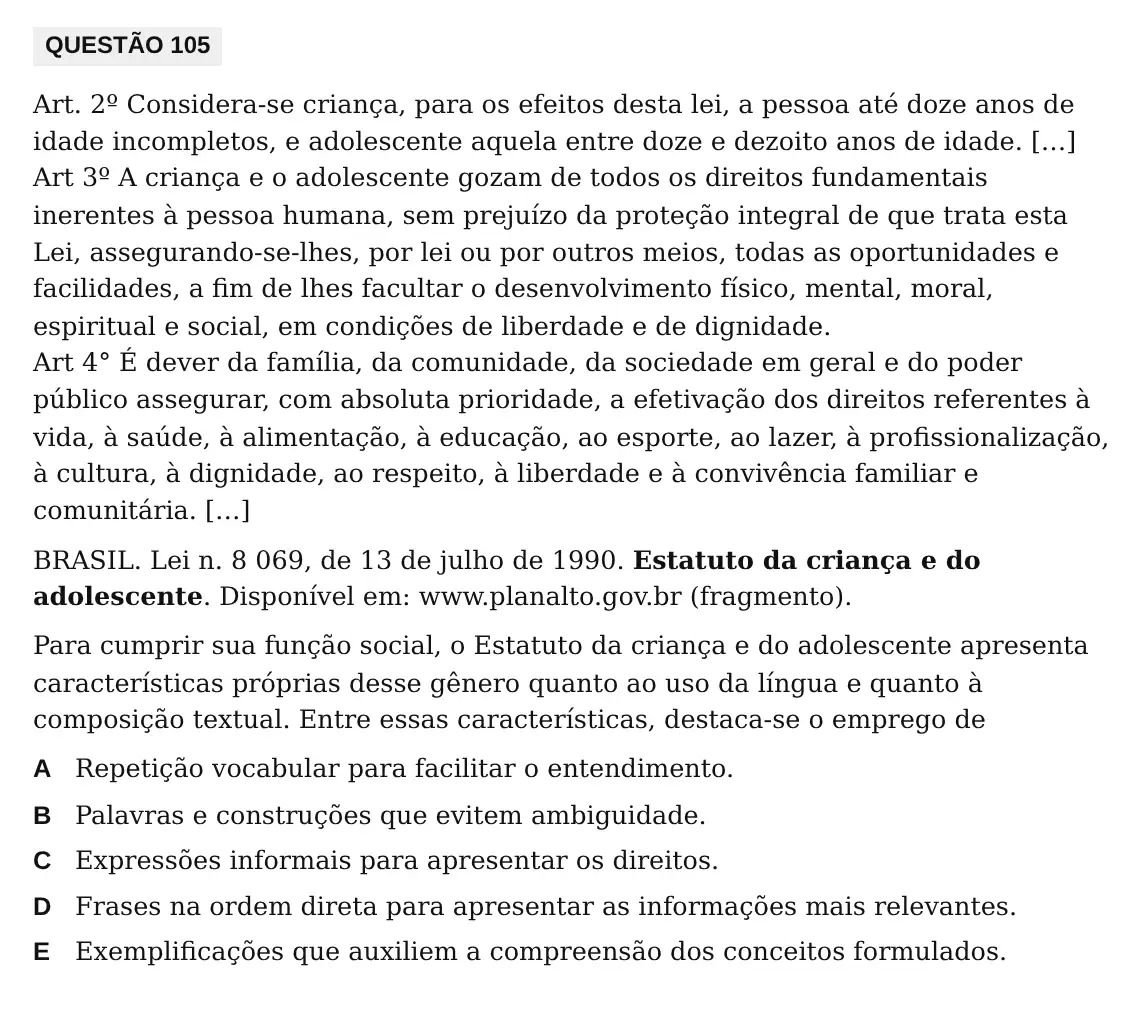 QUESTÃO 105
Art. 2º Considera-se criança, para os efeitos desta lei, a pessoa até doze anos de
idade incompletos, e adolescente aquela entre doze e dezoito anos de idade. [...]
Art 3º A criança e o adolescente gozam de todos os direitos fundamentais
inerentes à pessoa humana, sem prejuízo da proteção integral de que trata esta
Lei, assegurando-se-lhes, por lei ou por outros meios, todas as oportunidades e
facilidades, a fim de lhes facultar o desenvolvimento físico, mental, moral,
espiritual e social, em condições de liberdade e de dignidade.
Art 4° É dever da família, da comunidade, da sociedade em geral e do poder
público assegurar, com absoluta prioridade, a efetivação dos direitos referentes à
vida, à saúde, à alimentação, à educação, ao esporte, ao lazer, à profissionalização,
à cultura, à dignidade, ao respeito, à liberdade e à convivência familiar e
comunitária. [...]
BRASIL. Lei n. 8 069, de 13 de julho de 1990. Estatuto da criança e do
adolescente. Disponível em: www.planalto.gov.br (fragmento).
Para cumprir sua função social, o Estatuto da criança e do adolescente apresenta
características próprias desse gênero quanto ao uso da língua e quanto à
composição textual. Entre essas características, destaca-se o emprego de
A Repetição vocabular para facilitar o entendimento.
B Palavras e construções que evitem ambiguidade.
C Expressões informais para apresentar os direitos.
D Frases na ordem direta para apresentar as informações mais relevantes.
E Exemplificações que auxiliem a compreensão dos conceitos formulados.